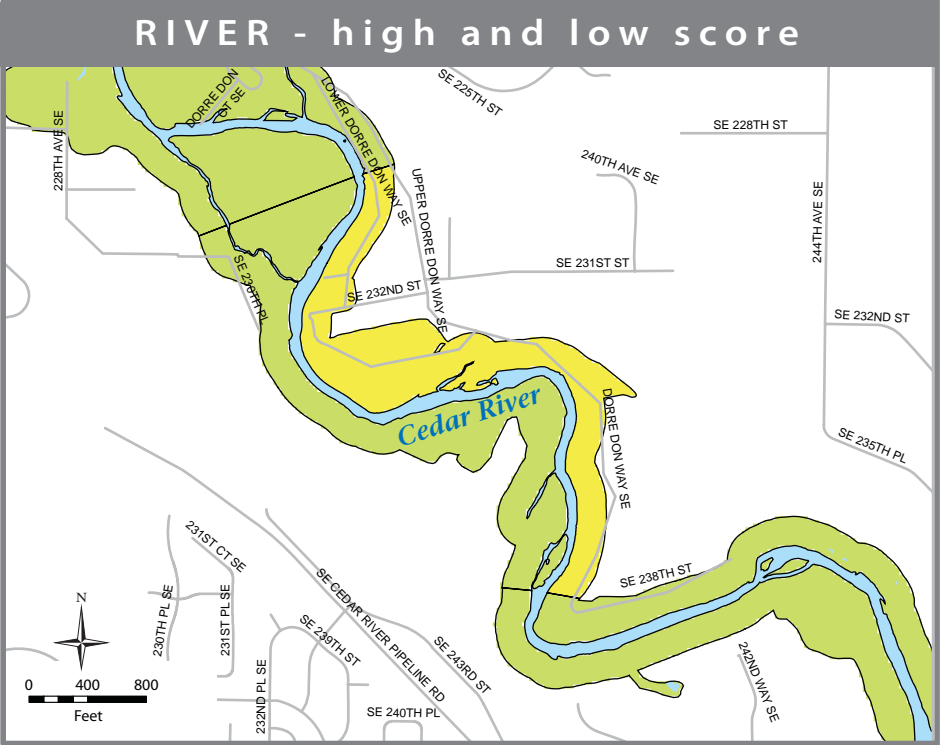 RIVER - high and low score
SE 225TH ST
DORRE DON
CT SE
LOWER DORRE DON WAY SE
228TH AVE SE
SE 228TH ST
240TH AVE SE
UPPER DORRE DON WAY SE
244TH AVE SE
SE 231ST ST
SE 230TH PL
SE 232ND ST
SE 232ND ST
Cedar River
DORRE DON WAY SE
SE 235TH PL
231ST CT SE
SE 238TH ST
SE CEDAR RIVER PIPELINE RD
230TH PL SE
231ST PL SE
SE 239TH ST
SE 243RD ST
242ND WAY SE
232ND PL SE
SE 240TH PL
N
0 400 800
Feet